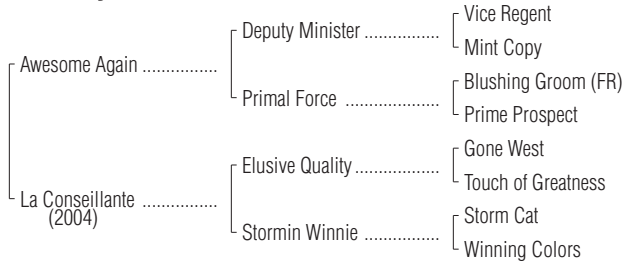 Vice Regent
Deputy Minister ................
Mint Copy
Awesome Again ................
Blushing Groom (FR)
Primal Force ....................
Prime Prospect
Gone West
Elusive Quality..................
Touch of Greatness
La Conseillante ................
(2004)
Storm Cat
Stormin Winnie ................
Winning Colors